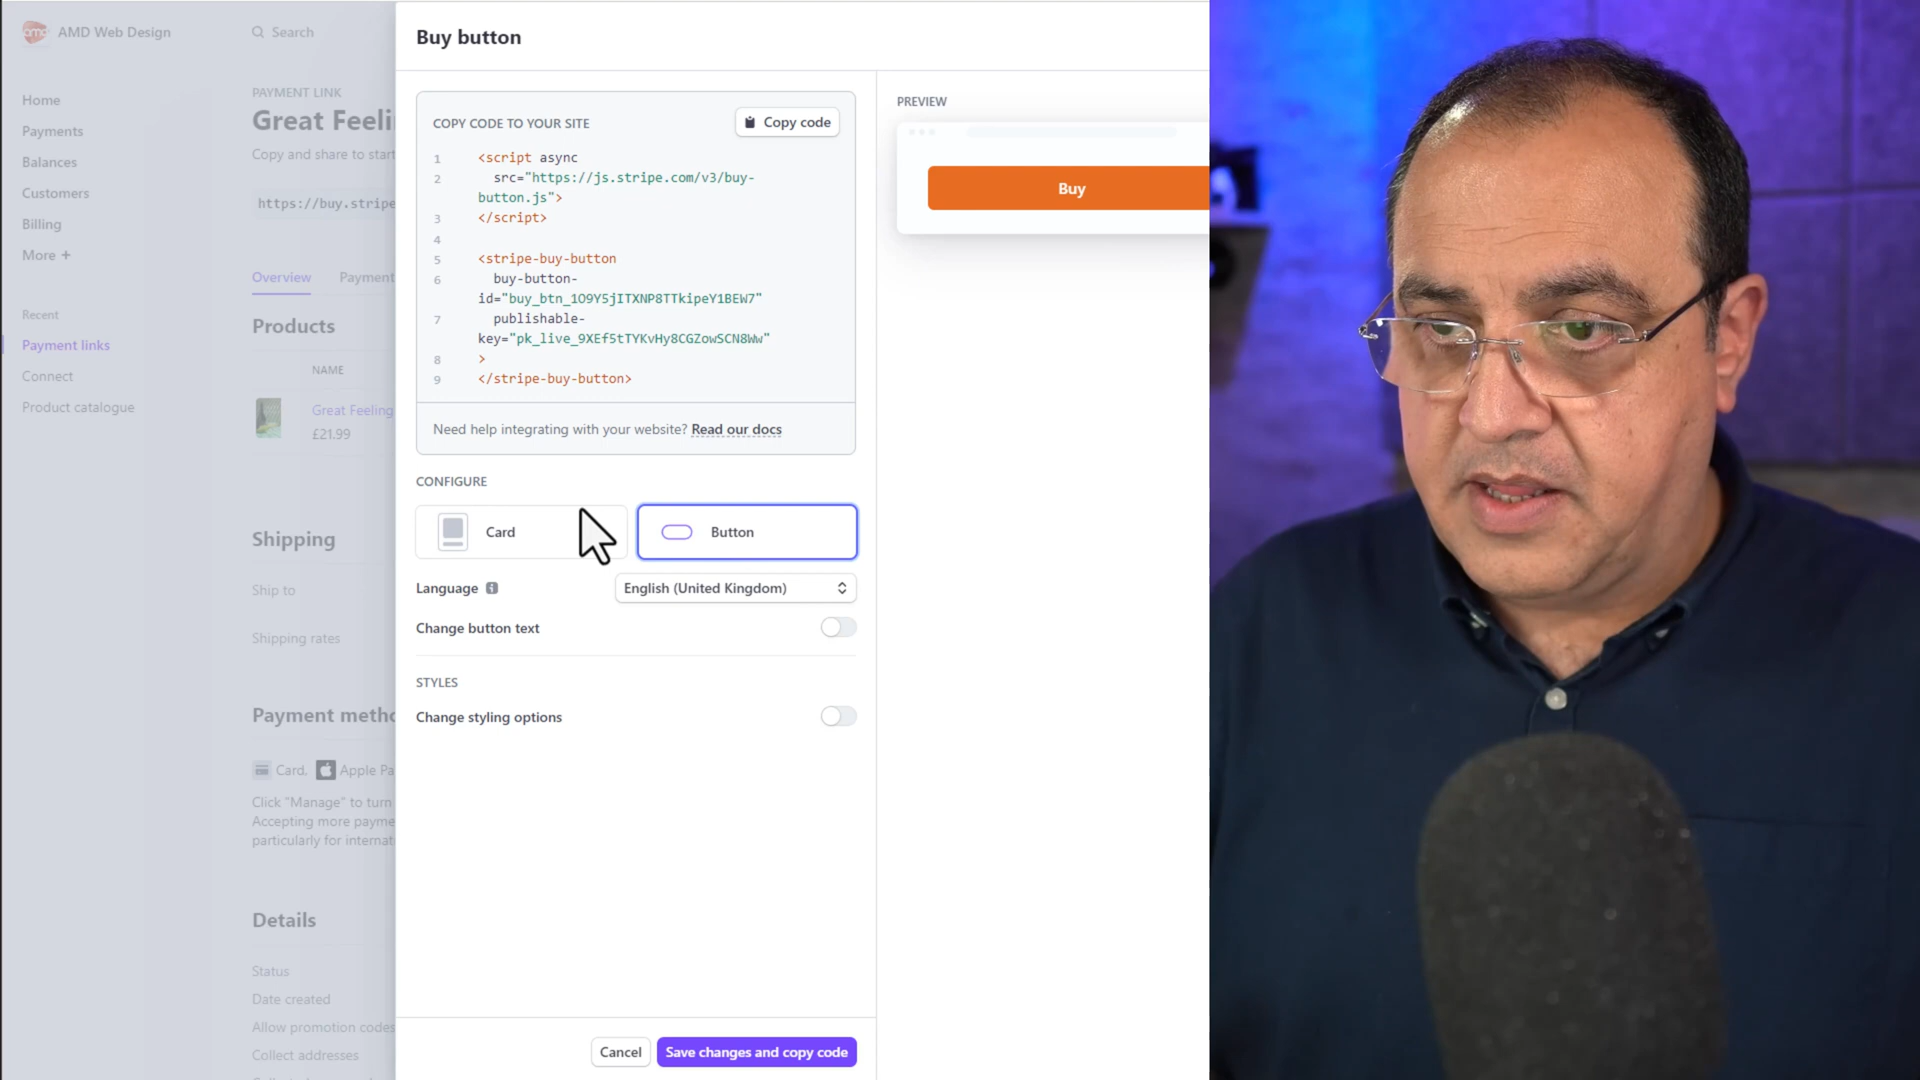 AMD Web Design
Search
Home
Payments
Balances
Customers
Billing
More +
Recent
Payment links
Connect
Product catalogue
PAYMENT LINK
Great Feeli
Copy and share to start
https://buy.stripe
Overview
Payment
Products
NAME
Great Feeling
£21.99
Shipping
Ship to
Shipping rates
Payment metho
Card,
Apple Pa
Click "Manage" to turn
Accepting more payme
particularly for internat
Details
Status
Date created
Allow promotion codes
Collect addresses
Buy button
COPY CODE TO YOUR SITE
Copy code
1 <script async
2 src="https://js.stripe.com/v3/buy-
button.js">
3 </script>
4
5 <stripe-buy-button
6 buy-button-
id="buy_btn_1O9Y5jITXNP8TTkipeY1BEW7"
7 publishable-
key="pk_live_9XEf5tTYKvHy8CGZowSCN8Ww"
8 >
9 </stripe-buy-button>
Need help integrating with your website? Read our docs
CONFIGURE
Card
Button
Language
English (United Kingdom)
Change button text
STYLES
Change styling options
Cancel
Save changes and copy code
PREVIEW
Buy